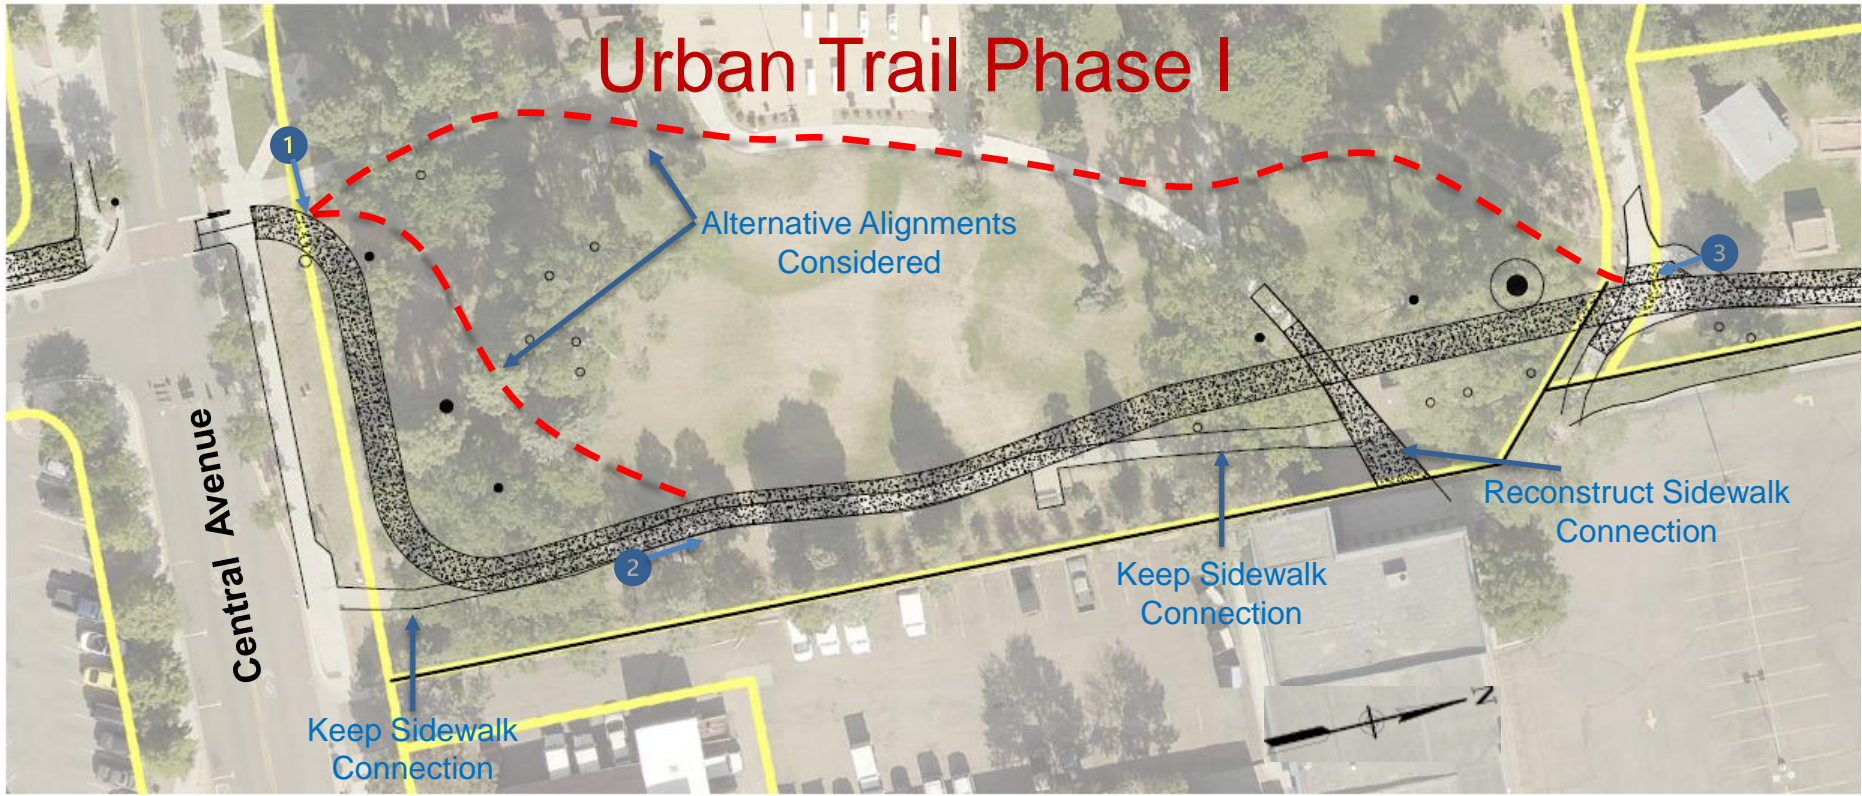 Urban Trail Phase I
1
Alternative Alignments
Considered
3
Central Avenue
2
Reconstruct Sidewalk
Connection
Keep Sidewalk
Connection
Keep Sidewalk
Connection
N